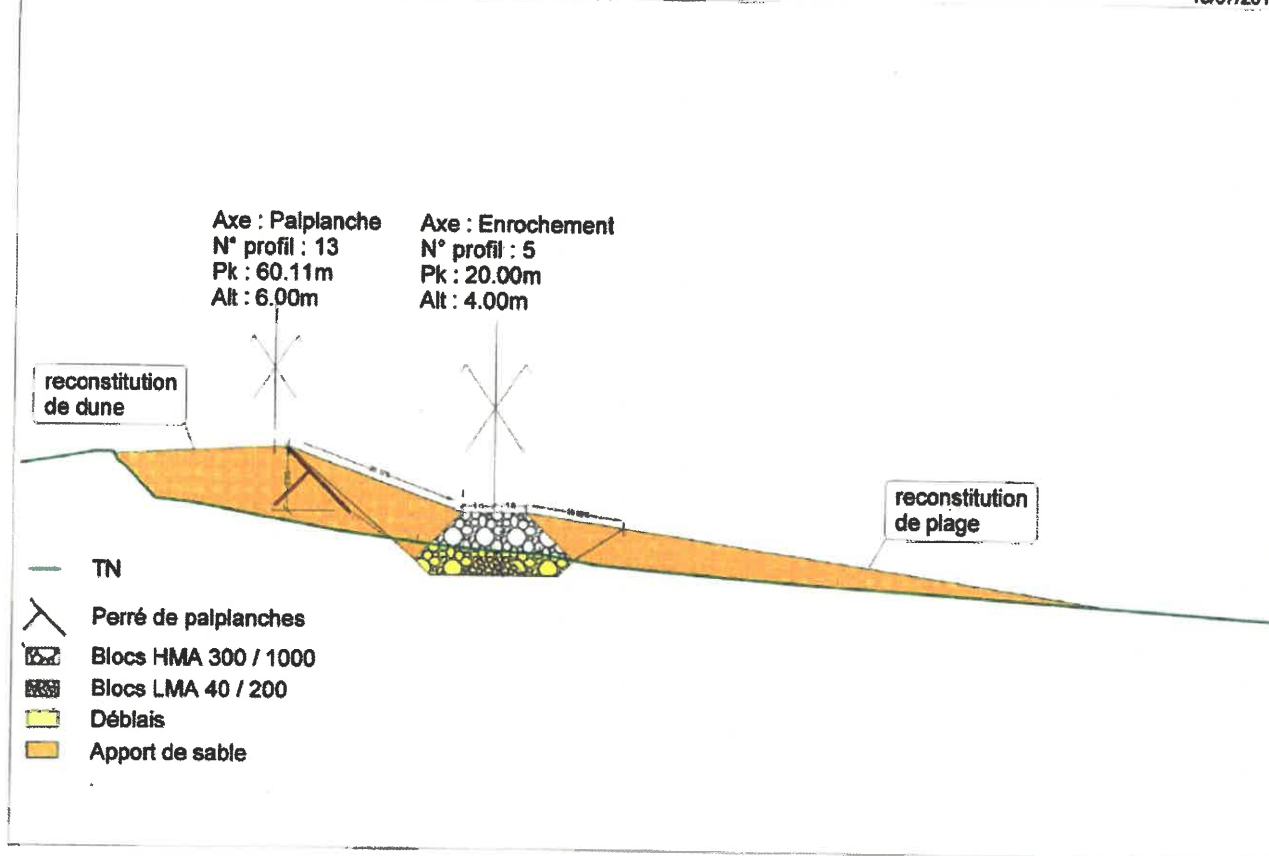 Axe : Palplanche
N° profil : 13
Pk : 60.11m
Alt : 6.00m
Axe : Enrochement
N° profil : 5
Pk : 20.00m
Alt : 4.00m
reconstitution
de dune
reconstitution
de plage
TN
Perré de palplanches
Blocs HMA 300 / 1000
Blocs LMA 40 / 200
Déblais
Apport de sable